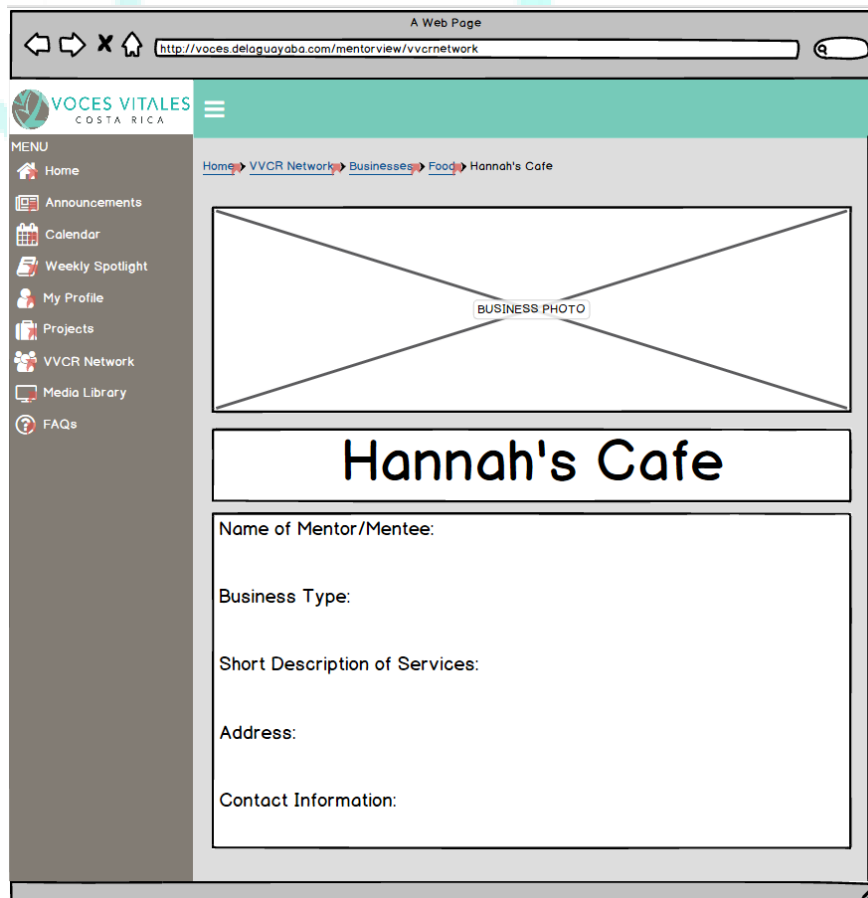 A Web Page
http://voces.delaguayaba.com/mentorview/vvcrnetwork
VOCES VITALES
COSTA RICA
MENU
Home
Announcements
Calendar
Weekly Spotlight
My Profile
Projects
VVCR Network
Media Library
FAQs
Home VVCR Network Businesses Food Hannah's Cafe
BUSINESS PHOTO
Hannah's Cafe
Name of Mentor/Mentee:
Business Type:
Short Description of Services:
Address:
Contact Information: